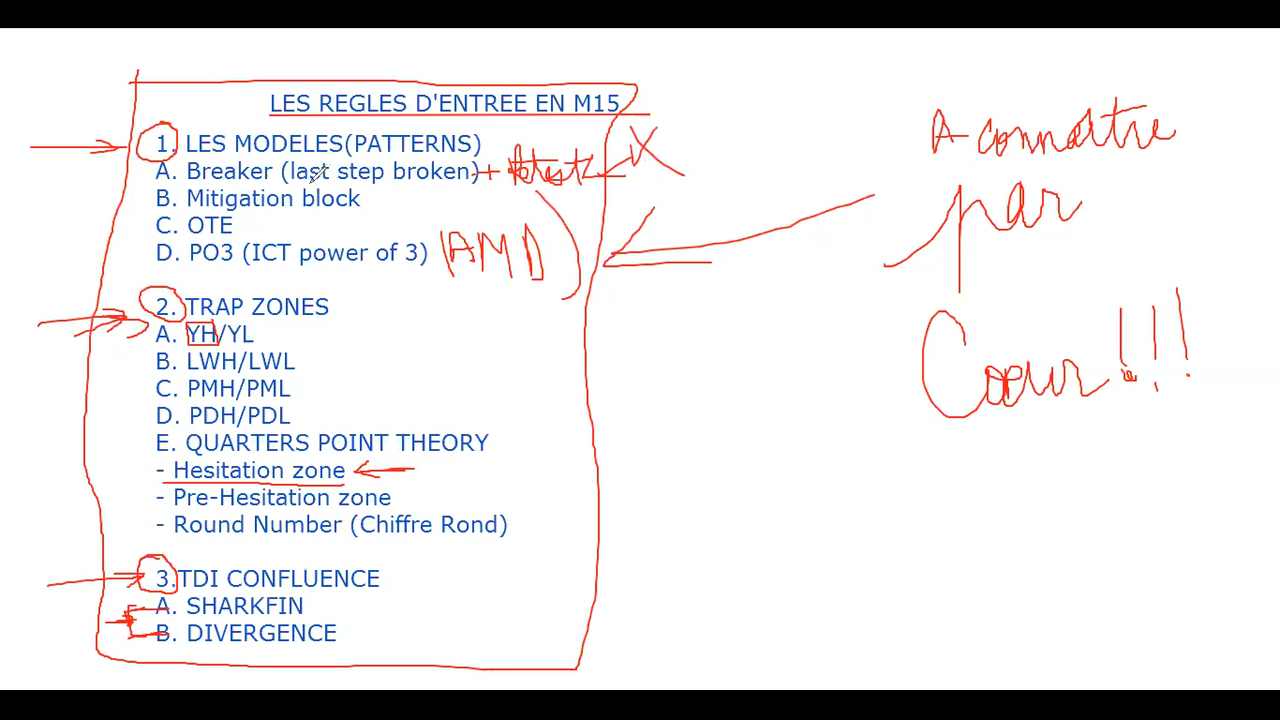 LES REGLES D'ENTREE EN M15
1. LES MODELES(PATTERNS)
A. Breaker (last step broken) +
B. Mitigation block
C. OTE
D. PO3 (ICT power of 3) (AMD)
2. TRAP ZONES
A. YH/YL
B. LWH/LWL
C. PMH/PML
D. PDH/PDL
E. QUARTERS POINT THEORY
- Hesitation zone
- Pre-Hesitation zone
- Round Number (Chiffre Rond)
3.TDI CONFLUENCE
A. SHARKFIN
B. DIVERGENCE
A connaître
par
Coeur!!!